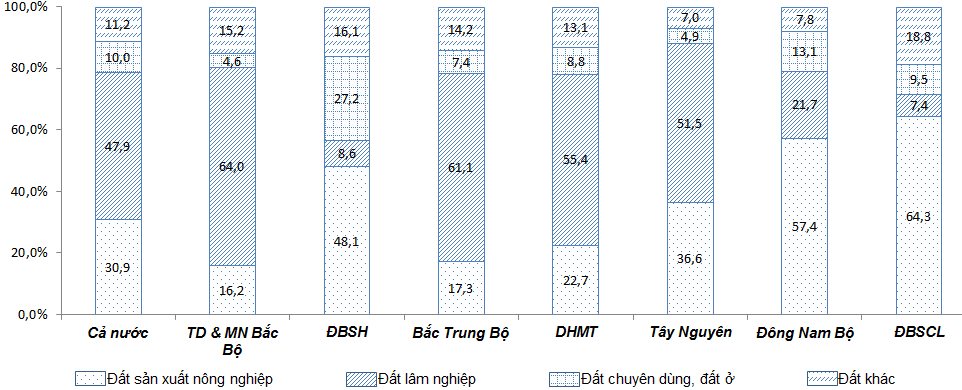 100,0%
80,0%
60,0%
40,0%
20,0%
0,0%
11,2
10,0
47,9
30,9
15,2
4,6
64,0
16,2
16,1
27,2
8,6
48,1
14,2
7,4
61,1
17,3
13,1
8,8
55,4
22,7
7,0
4,9
51,5
36,6
7,8
13,1
21,7
57,4
18,8
9,5
7,4
64,3
Cả nước
TD & MN Bắc
Bộ
ĐBSH
Bắc Trung Bộ
DHMT
Tây Nguyên
Đông Nam Bộ
ĐBSCL
Đất sản xuất nông nghiệp
Đất lâm nghiệp
Đất chuyên dùng, đất ở
Đất khác